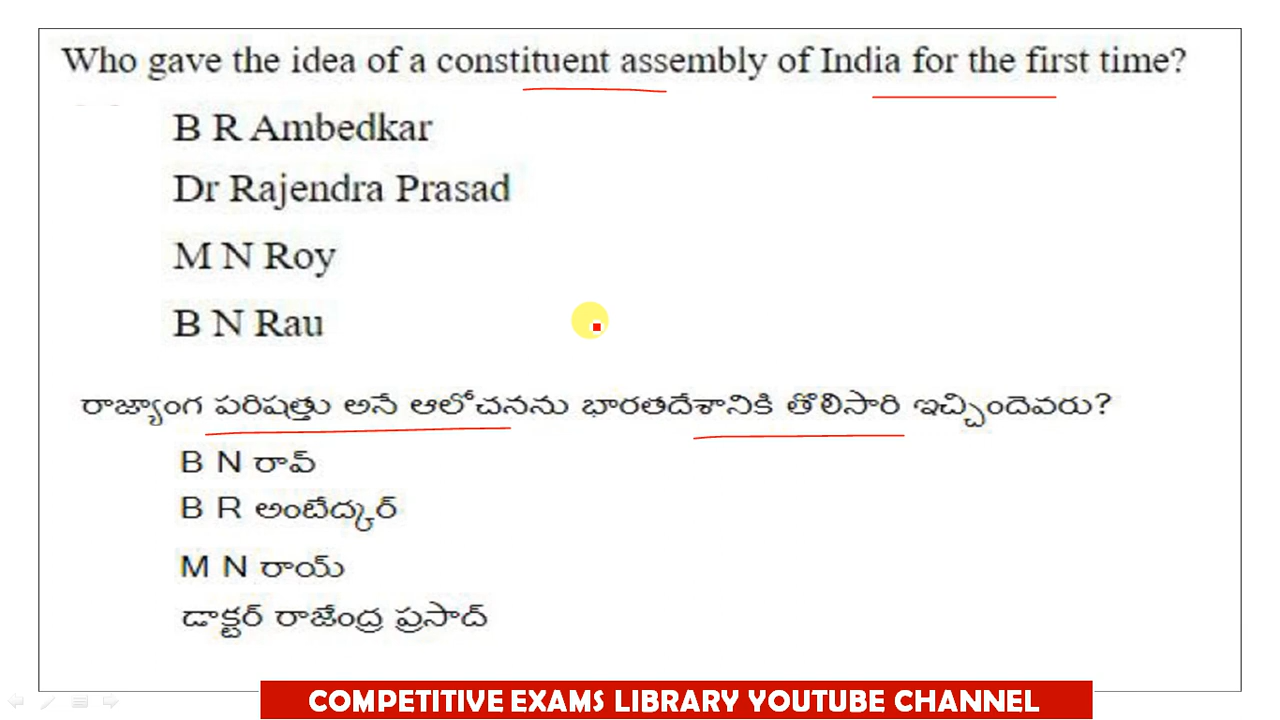 Who gave the idea of a constituent assembly of India for the first time?
B R Ambedkar
Dr Rajendra Prasad
M N Roy
B N Rau
రాజ్యాంగ పరిషత్తు అనే ఆలోచనను భారతదేశానికి తొలిసారి ఇచ్చిందెవరు?
B N రావ్
B R అంబేద్కర్
M N రాయ్
డాక్టర్ రాజేంద్ర ప్రసాద్
COMPETITIVE EXAMS LIBRARY YOUTUBE CHANNEL